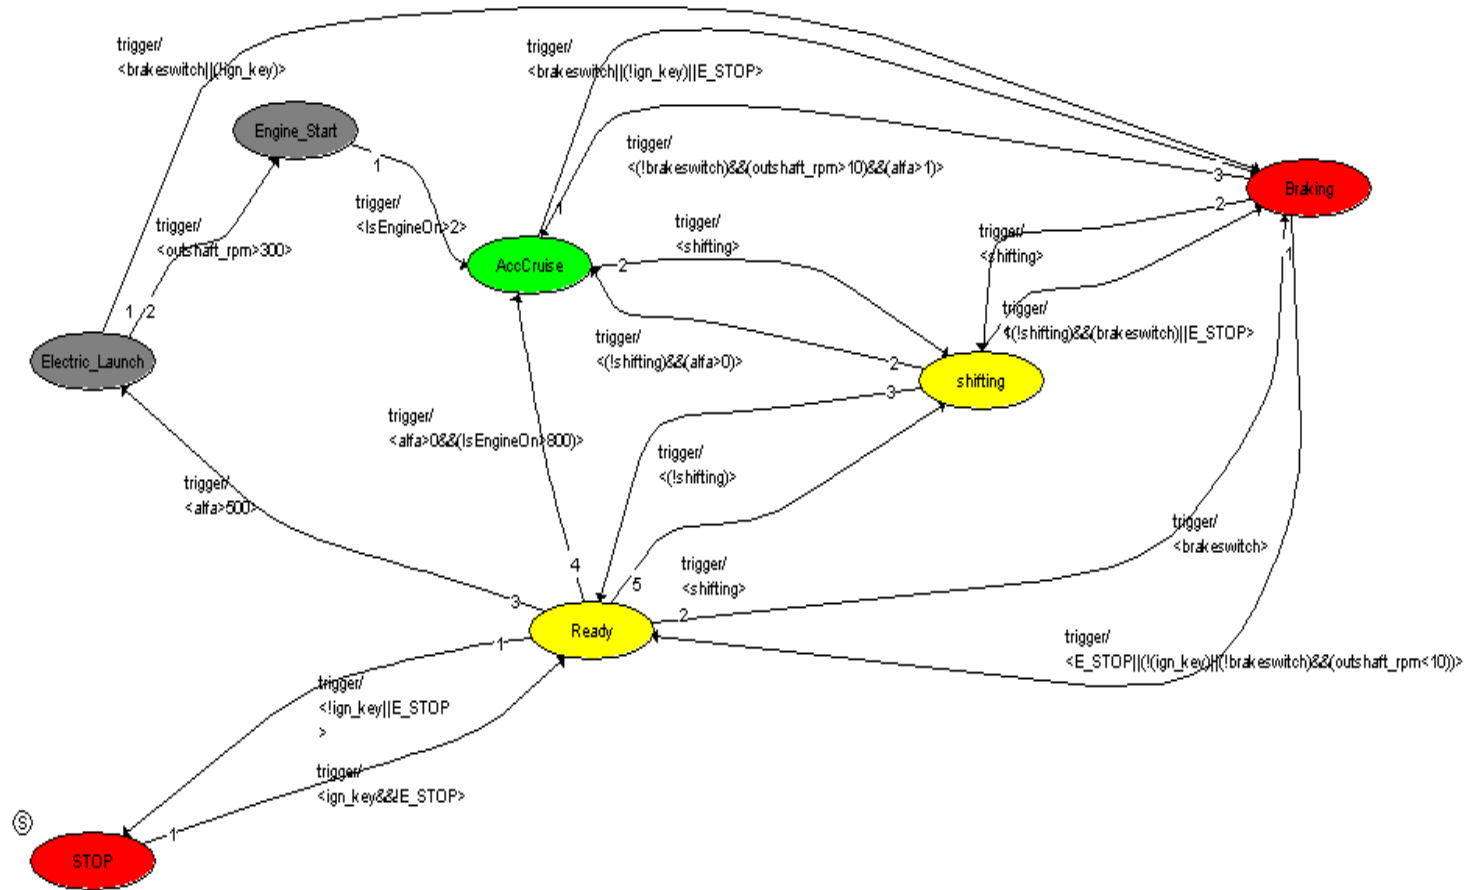 trigger/
<brakeswitch||(!ign_key)>
trigger/
<brakeswitch||(!ign_key)||E_STOP>
Engine_Start
1
trigger/
<(!brakeswitch)&&(outshaft_rpm>10)&&(alfa>1)>
3
Braking
2
trigger/
<IsEngineOn>2>
1
trigger/
<shifting>
trigger/
<outshaft_rpm>300>
trigger/
<shifting>
1
AccCruise
2
1
2
trigger/
<(!shifting)&&(brakeswitch)||E_STOP>
trigger/
<(!shifting)&&(alfa>0)>
Electric_Launch
2
shifting
3
trigger/
<alfa>0&&(IsEngineOn>800)>
trigger/
<(!shifting)>
trigger/
<alfa>500>
trigger/
<brakeswitch>
4
5
trigger/
<shifting>
3
2
Ready
1
trigger/
<E_STOP||(!(ign_key)||(!brakeswitch)&&(outshaft_rpm<10))>
trigger/
<!ign_key||E_STOP
>
trigger/
<ign_key&&!E_STOP>
S
1
STOP